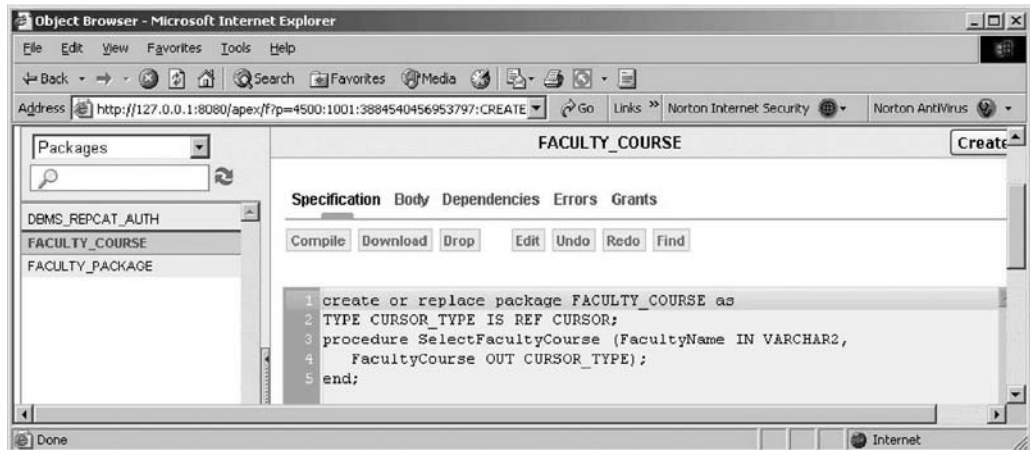 Object Browser - Microsoft Internet Explorer
File Edit View Favorites Tools Help
Back Search Favorites Media
Address http://127.0.0.1:8080/apex/f?p=4500:1001:3884540456953797:CREATE Go Links » Norton Internet Security Norton AntiVirus
Packages
FACULTY_COURSE
Create
Specification Body Dependencies Errors Grants
DBMS_REPCAT_AUTH
FACULTY_COURSE
FACULTY_PACKAGE
Compile Download Drop Edit Undo Redo Find
1 create or replace package FACULTY_COURSE as
2 TYPE CURSOR_TYPE IS REF CURSOR;
3 procedure SelectFacultyCourse (FacultyName IN VARCHAR2,
4 FacultyCourse OUT CURSOR_TYPE);
5 end;
Done
Internet